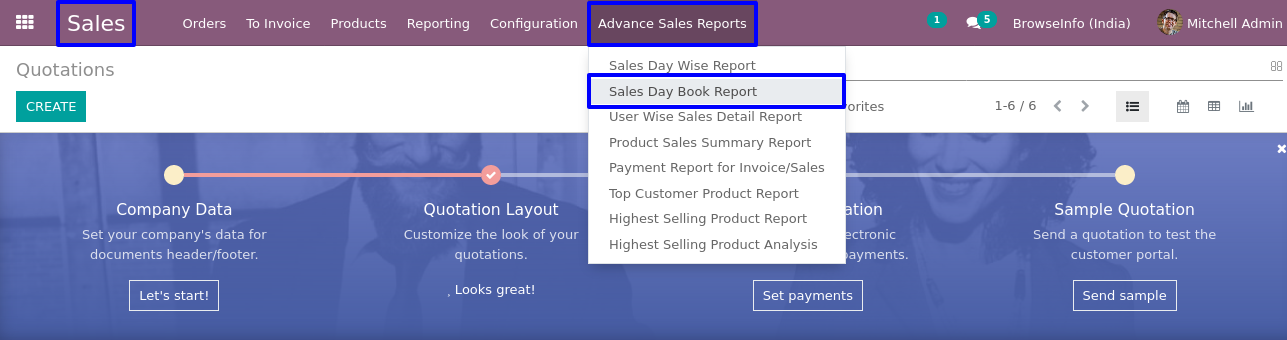 Sales Orders To Invoice Products Reporting Configuration Advance Sales Reports 1 5 BrowseInfo (India) Mitchell Admin
Quotations
CREATE
Sales Day Wise Report
Sales Day Book Report
User Wise Sales Detail Report
Product Sales Summary Report
Payment Report for Invoice/Sales
Top Customer Product Report
Highest Selling Product Report
Highest Selling Product Analysis
orites
1-6 / 6
Company Data
Set your company's data for
documents header/footer.
Let's start!
Quotation Layout
Customize the look of your
quotations.
, Looks great!
ation
ectronic
payments.
Set payments
Sample Quotation
Send a quotation to test the
customer portal.
Send sample